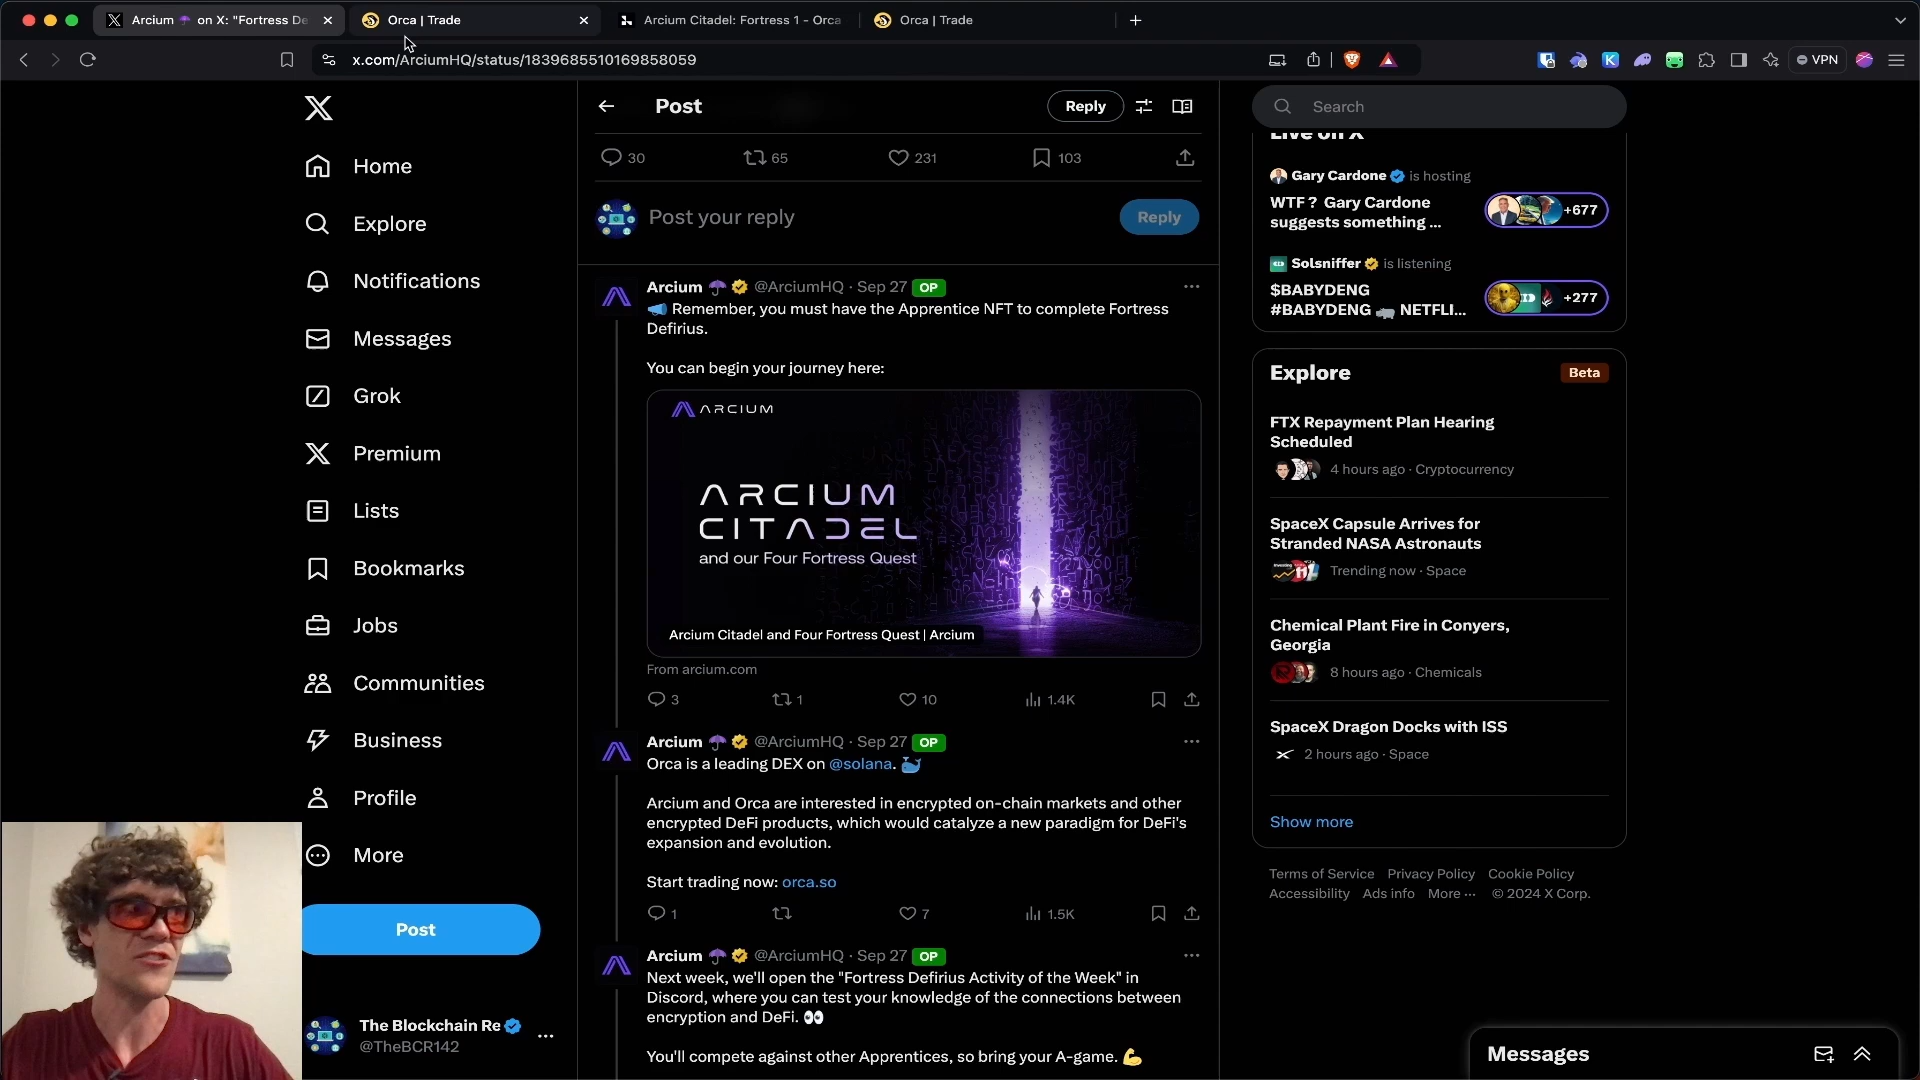 Arcium on X: "Fortress De
Orca | Trade
Arcium Citadel: Fortress 1 - Orca
Orca | Trade
x.com/ArciumHQ/status/1839685510169858059
VPN
Home
Explore
Notifications
Messages
Grok
Premium
Lists
Bookmarks
Jobs
Communities
Business
Profile
More
Post
The Blockchain Re
@TheBCR142
Post
Reply
30
65
231
103
Post your reply
Reply
Arcium @ArciumHQ · Sep 27 OP
📣 Remember, you must have the Apprentice NFT to complete Fortress
Defirius.
You can begin your journey here:
ARCIUM
ARCIUM
CITADEL
and our Four Fortress Quest
Arcium Citadel and Four Fortress Quest | Arcium
From arcium.com
3
1
10
1.4K
Arcium @ArciumHQ · Sep 27 OP
Orca is a leading DEX on @solana. 🐳
Arcium and Orca are interested in encrypted on-chain markets and other
encrypted DeFi products, which would catalyze a new paradigm for DeFi's
expansion and evolution.
Start trading now: orca.so
1
7
1.5K
Arcium @ArciumHQ · Sep 27 OP
Next week, we'll open the "Fortress Defirius Activity of the Week" in
Discord, where you can test your knowledge of the connections between
encryption and DeFi. 👀
You'll compete against other Apprentices, so bring your A-game. 💪
Search
Live on X
Gary Cardone is hosting
WTF ? Gary Cardone
suggests something ...
+677
Solsniffer is listening
$BABYDENG
#BABYDENG 🦛 NETFLI...
+277
Explore
Beta
FTX Repayment Plan Hearing
Scheduled
4 hours ago · Cryptocurrency
SpaceX Capsule Arrives for
Stranded NASA Astronauts
Trending now · Space
Chemical Plant Fire in Conyers,
Georgia
8 hours ago · Chemicals
SpaceX Dragon Docks with ISS
2 hours ago · Space
Show more
Terms of Service Privacy Policy Cookie Policy
Accessibility Ads info More ··· © 2024 X Corp.
Messages